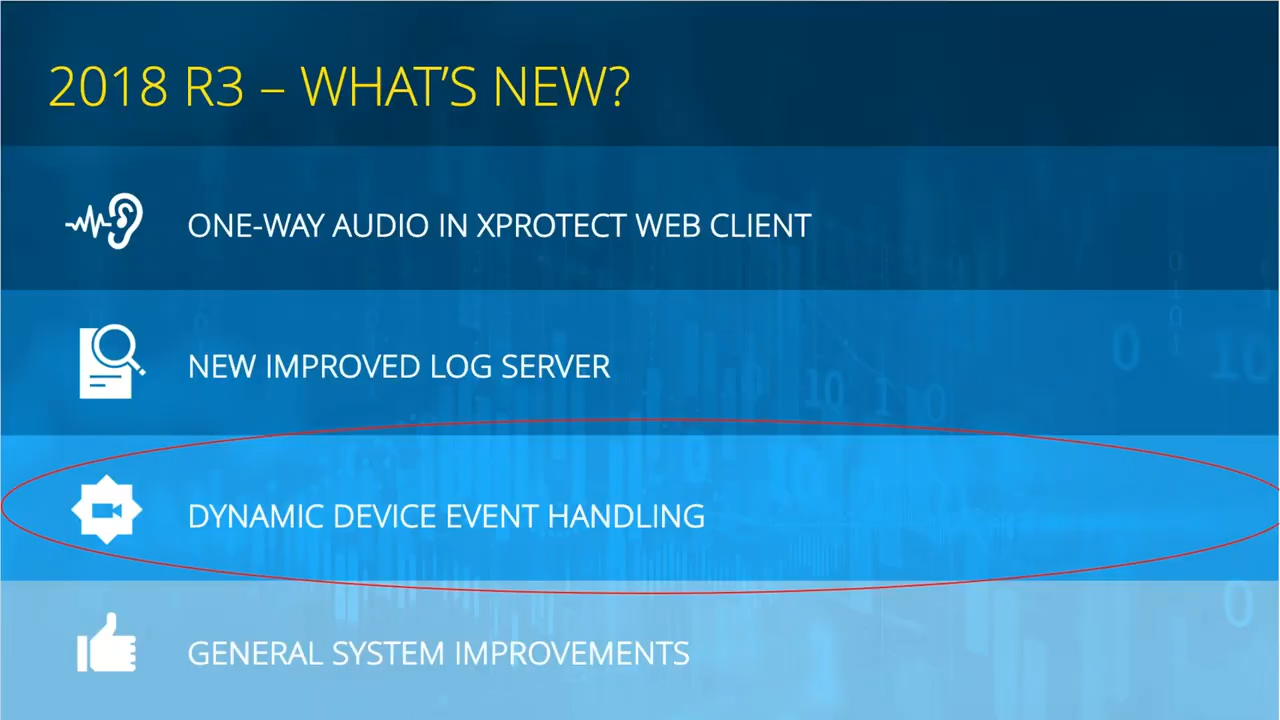 2018 R3 – WHAT'S NEW?
ONE-WAY AUDIO IN XPROTECT WEB CLIENT
NEW IMPROVED LOG SERVER
DYNAMIC DEVICE EVENT HANDLING
GENERAL SYSTEM IMPROVEMENTS